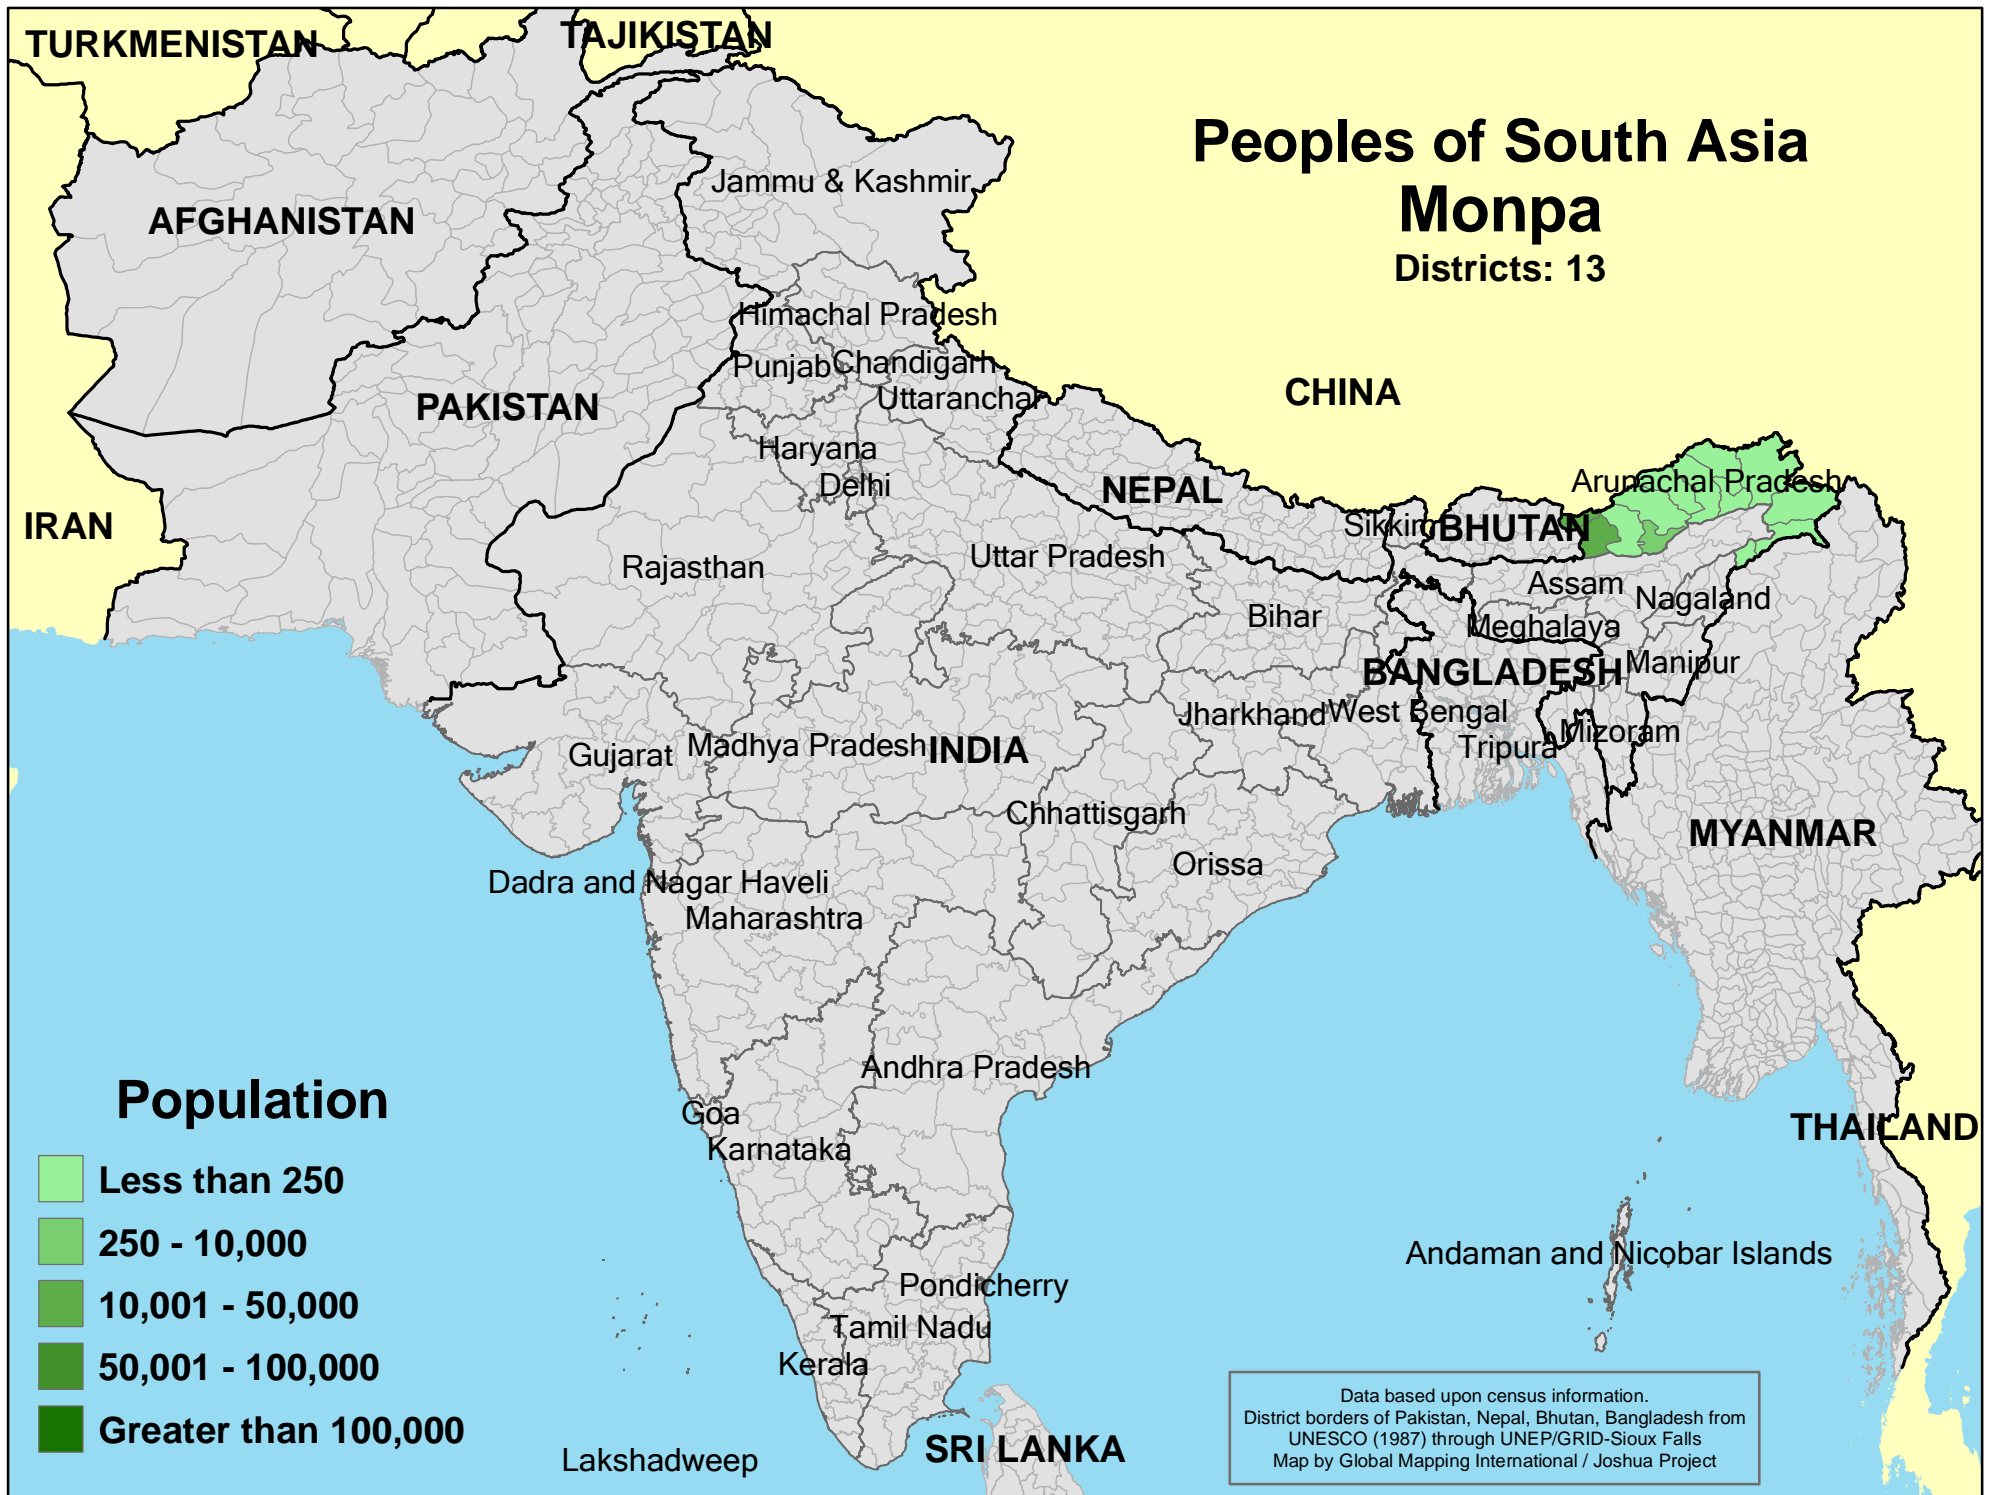 TURKMENISTAN
TAJIKISTAN
Peoples of South Asia
Monpa
Districts: 13
Jammu & Kashmir
AFGHANISTAN
Himachal Pradesh
Punjab
Chandigarh
Uttaranchal
CHINA
PAKISTAN
Haryana
Delhi
NEPAL
Arunachal Pradesh
IRAN
Sikkim
BHUTAN
Rajasthan
Uttar Pradesh
Assam
Nagaland
Bihar
Meghalaya
BANGLADESH
Manipur
Jharkhand
West Bengal
Tripura
Mizoram
Gujarat
Madhya Pradesh
INDIA
Chhattisgarh
MYANMAR
Orissa
Dadra and Nagar Haveli
Maharashtra
Andhra Pradesh
Goa
Karnataka
THAILAND
Population
Less than 250
250 - 10,000
10,001 - 50,000
50,001 - 100,000
Greater than 100,000
Andaman and Nicobar Islands
Pondicherry
Tamil Nadu
Kerala
Lakshadweep
SRI LANKA
Data based upon census information.
District borders of Pakistan, Nepal, Bhutan, Bangladesh from
UNESCO (1987) through UNEP/GRID-Sioux Falls
Map by Global Mapping International / Joshua Project